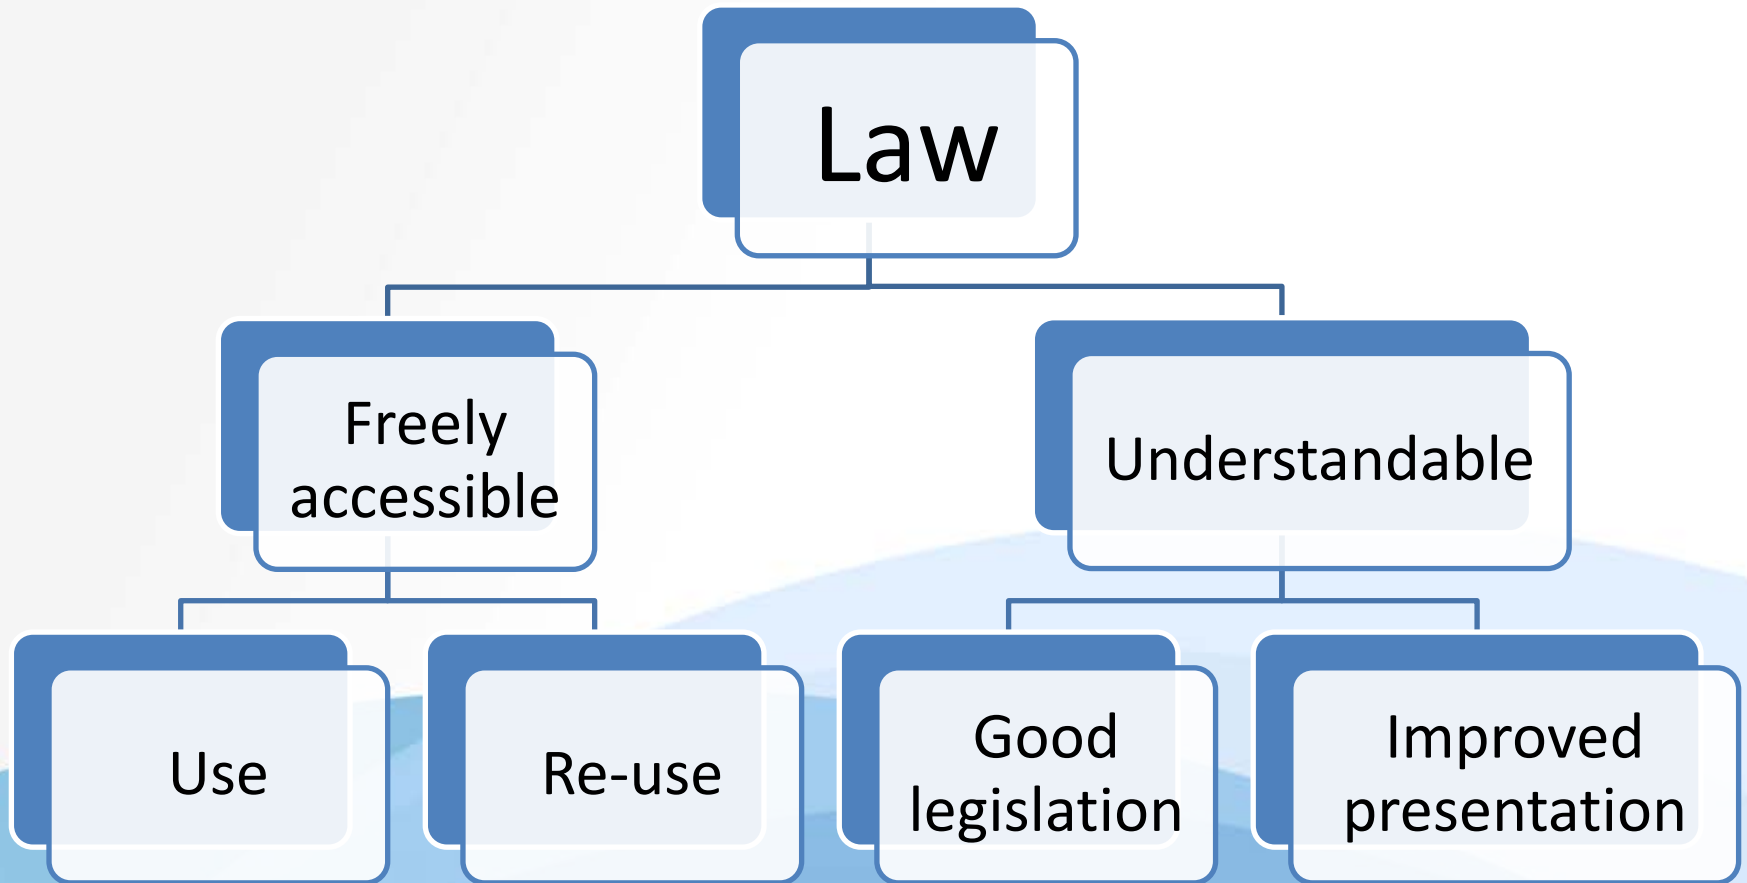 Law
Freely
accessible
Understandable
Use
Re-use
Good
legislation
Improved
presentation